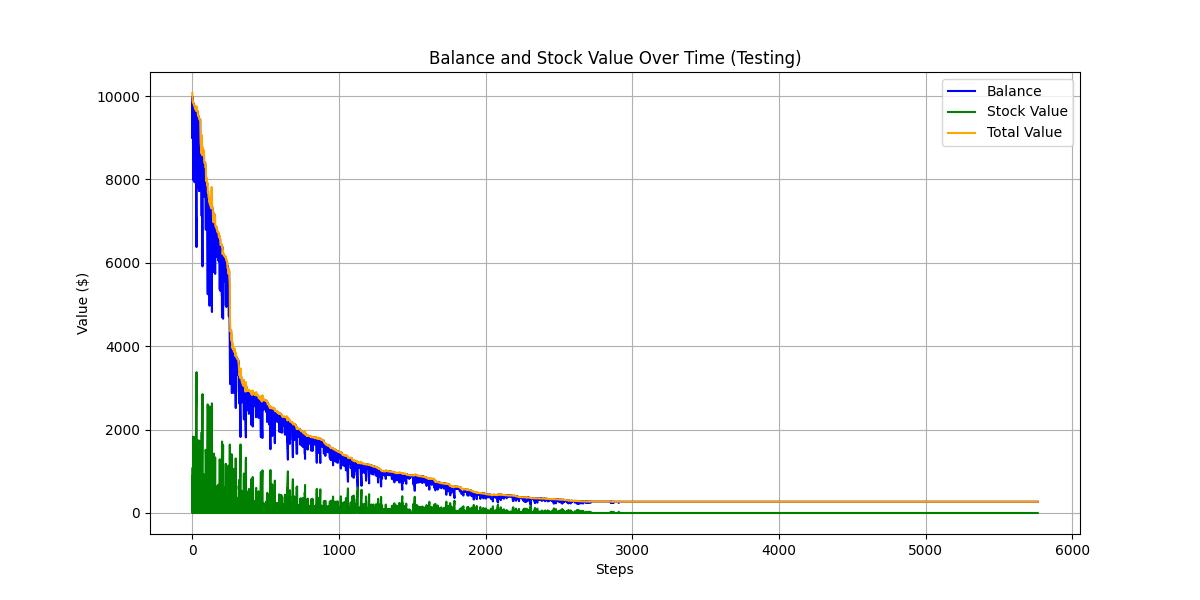 Balance and Stock Value Over Time (Testing)
Balance
Stock Value
Total Value
Value ($)
10000
8000
6000
4000
2000
0
0 1000 2000 3000 4000 5000 6000
Steps